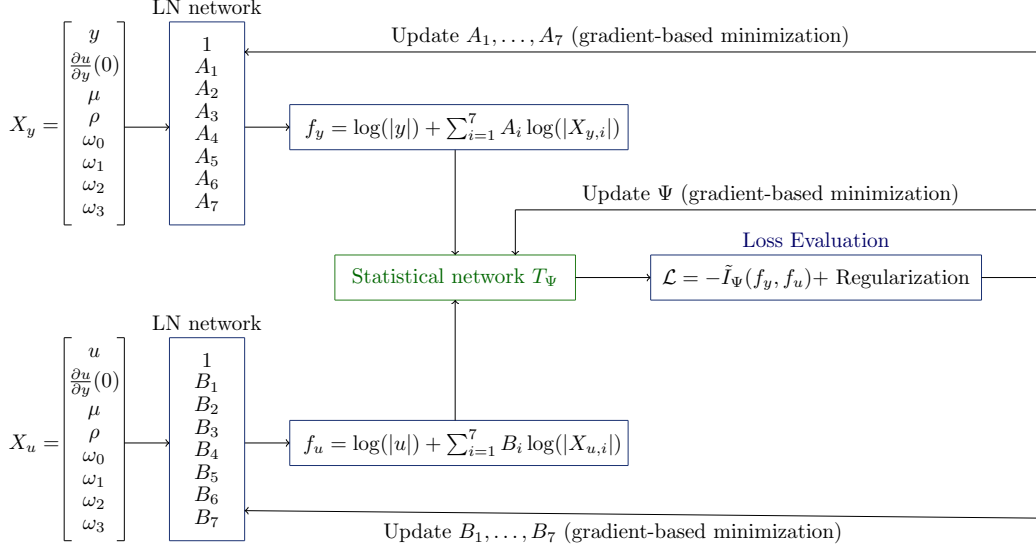 LN network
X_y =
y
∂u/∂y(0)
μ
ρ
ω_0
ω_1
ω_2
ω_3
1
A_1
A_2
A_3
A_4
A_5
A_6
A_7
Update A_1, . . . , A_7 (gradient-based minimization)
f_y = log(|y|) + ∑_{i=1}^7 A_i log(|X_{y,i}|)
Update Ψ (gradient-based minimization)
Loss Evaluation
Statistical network T_Ψ
ℒ = −Ĩ_Ψ(f_y, f_u)+ Regularization
LN network
X_u =
u
∂u/∂y(0)
μ
ρ
ω_0
ω_1
ω_2
ω_3
1
B_1
B_2
B_3
B_4
B_5
B_6
B_7
f_u = log(|u|) + ∑_{i=1}^7 B_i log(|X_{u,i}|)
Update B_1, . . . , B_7 (gradient-based minimization)